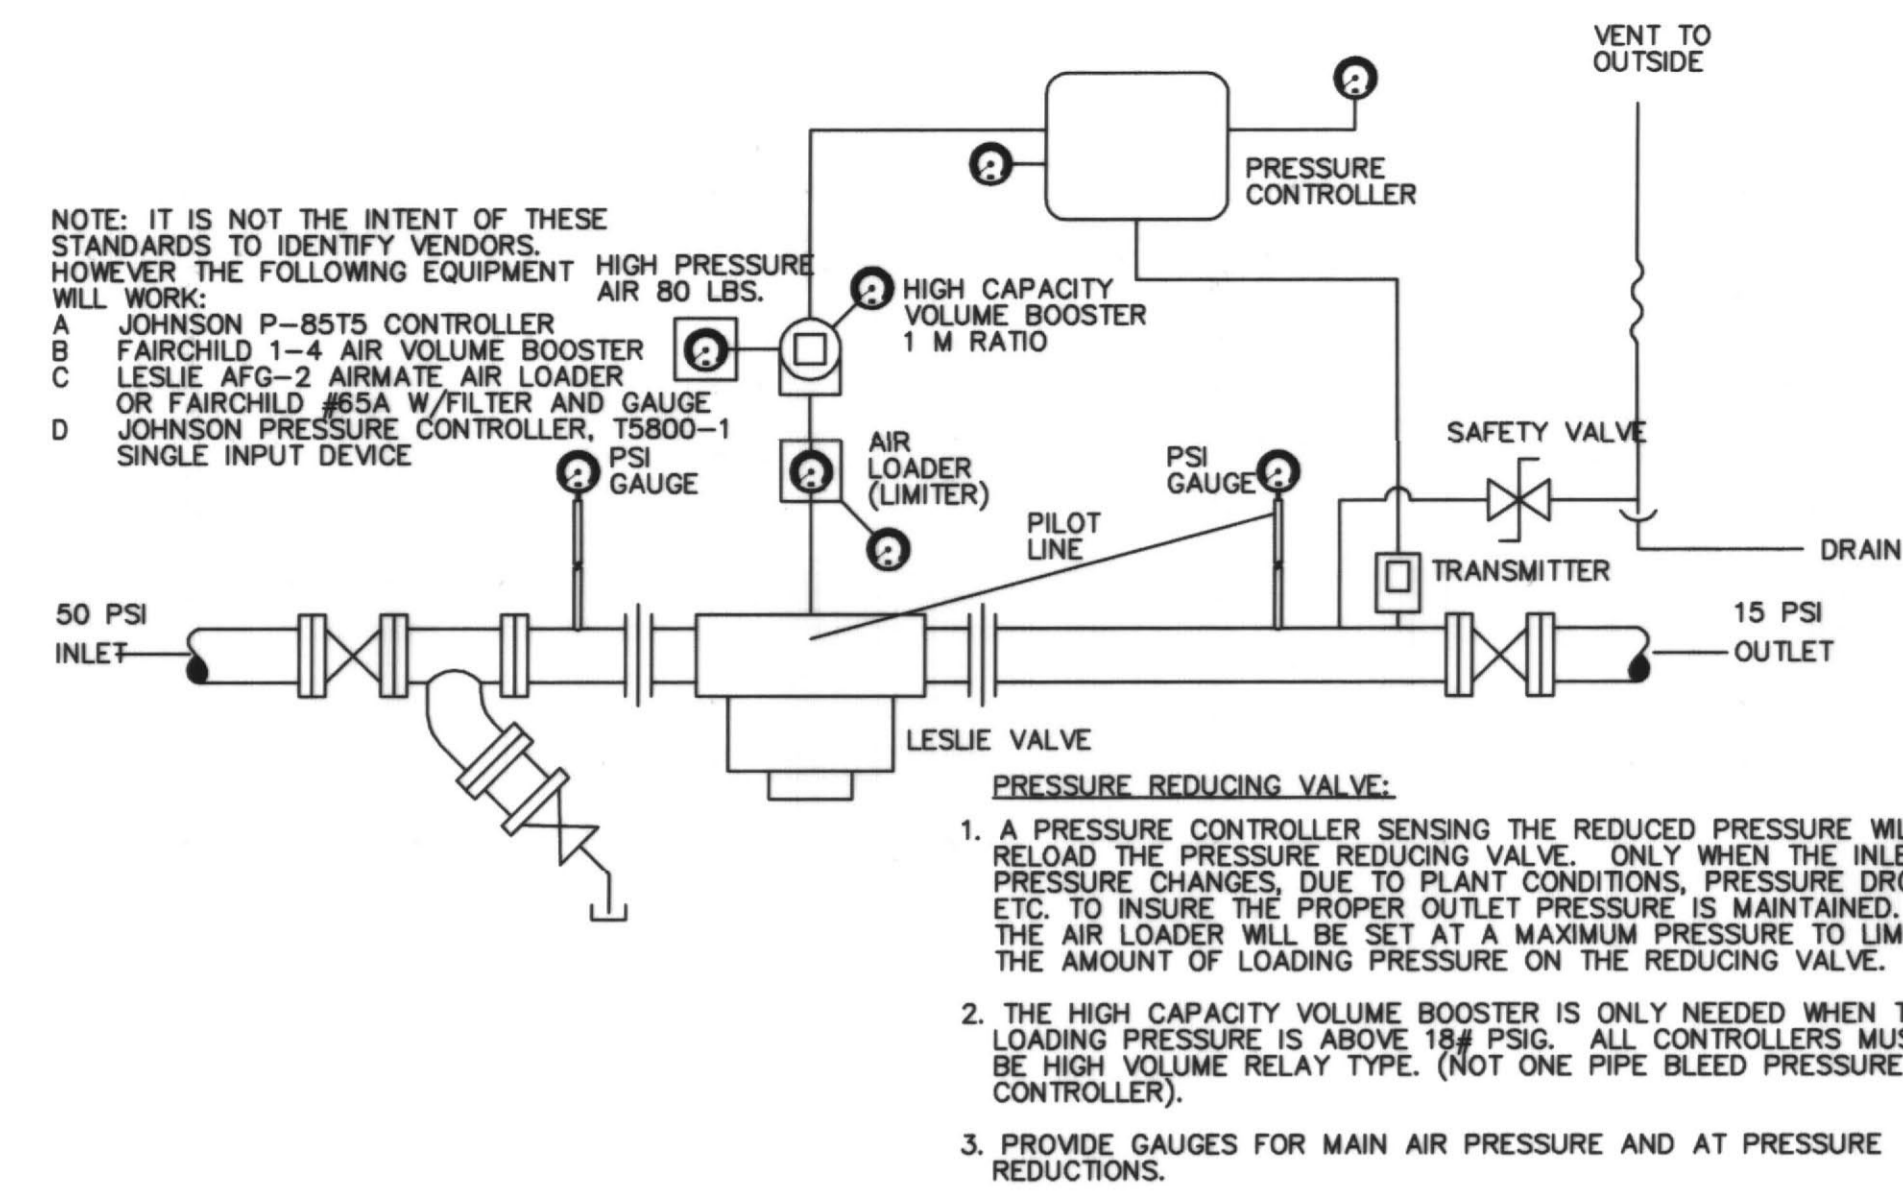 VENT TO
OUTSIDE
PRESSURE
CONTROLLER
NOTE: IT IS NOT THE INTENT OF THESE
STANDARDS TO IDENTIFY VENDORS.
HOWEVER THE FOLLOWING EQUIPMENT
WILL WORK:
A JOHNSON P-85T5 CONTROLLER
B FAIRCHILD 1-4 AIR VOLUME BOOSTER
C LESLIE AFG-2 AIRMATE AIR LOADER
OR FAIRCHILD #65A W/FILTER AND GAUGE
D JOHNSON PRESSURE CONTROLLER, T5800-1
SINGLE INPUT DEVICE
HIGH PRESSURE
AIR 80 LBS.
HIGH CAPACITY
VOLUME BOOSTER
1 M RATIO
PSI
GAUGE
AIR
LOADER
(LIMITER)
PILOT
LINE
PSI
GAUGE
SAFETY VALVE
DRAIN
TRANSMITTER
50 PSI
INLET
15 PSI
OUTLET
LESLIE VALVE
PRESSURE REDUCING VALVE:
1. A PRESSURE CONTROLLER SENSING THE REDUCED PRESSURE
RELOAD THE PRESSURE REDUCING VALVE. ONLY WHEN THE
PRESSURE CHANGES, DUE TO PLANT CONDITIONS, PRESSURE
ETC. TO INSURE THE PROPER OUTLET PRESSURE IS MAINTAINED.
THE AIR LOADER WILL BE SET AT A MAXIMUM PRESSURE TO
THE AMOUNT OF LOADING PRESSURE ON THE REDUCING VALVE.
2. THE HIGH CAPACITY VOLUME BOOSTER IS ONLY NEEDED WHEN
LOADING PRESSURE IS ABOVE 18# PSIG. ALL CONTROLLERS
BE HIGH VOLUME RELAY TYPE. (NOT ONE PIPE BLEED PRESSURE
CONTROLLER).
3. PROVIDE GAUGES FOR MAIN AIR PRESSURE AND AT PRESSURE
REDUCTIONS.